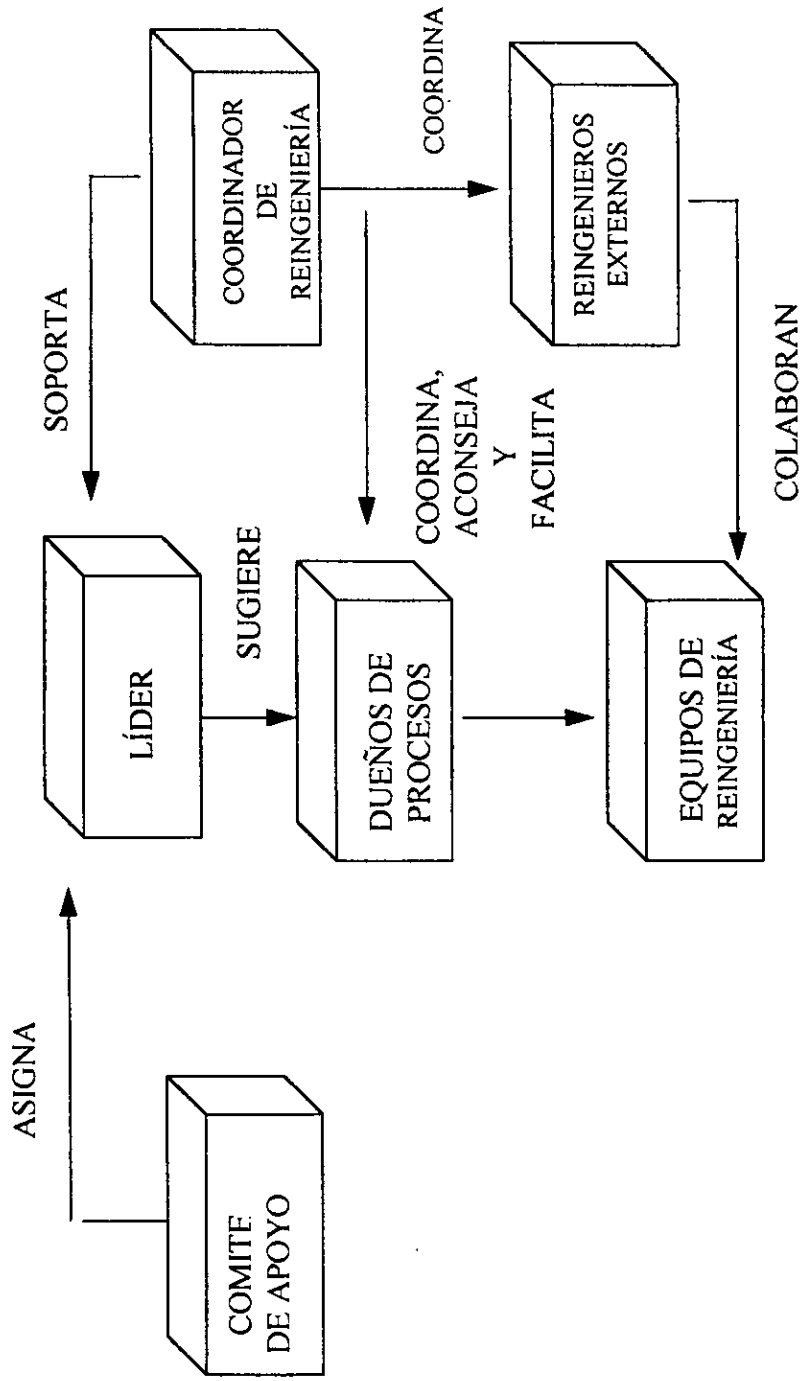 ASIGNA
COMITE
DE APOYO
LÍDER
SUGIERE
DUEÑOS DE
PROCESOS
EQUIPOS DE
REINGENIERÍA
SOPORTA
COORDINADOR
DE
REINGENIERÍA
COORDINA,
ACONSEJA
Y
FACILITA
COORDINA
REINGENIEROS
EXTERNOS
COLABORAN